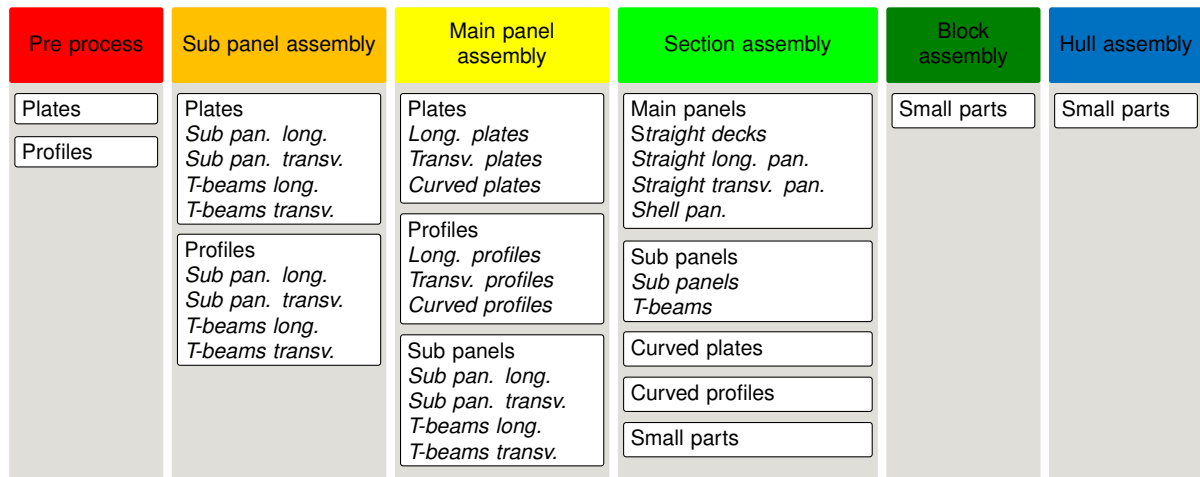 Pre process
Sub panel assembly
Main panel
assembly
Section assembly
Block
assembly
Hull assembly
Plates
Profiles
Plates
Sub pan. long.
Sub pan. transv.
T-beams long.
T-beams transv.
Profiles
Sub pan. long.
Sub pan. transv.
T-beams long.
T-beams transv.
Plates
Long. plates
Transv. plates
Curved plates
Profiles
Long. profiles
Transv. profiles
Curved profiles
Sub panels
Sub pan. long.
Sub pan. transv.
T-beams long.
T-beams transv.
Main panels
Straight decks
Straight long. pan.
Straight transv. pan.
Shell pan.
Sub panels
Sub panels
T-beams
Curved plates
Curved profiles
Small parts
Small parts
Small parts